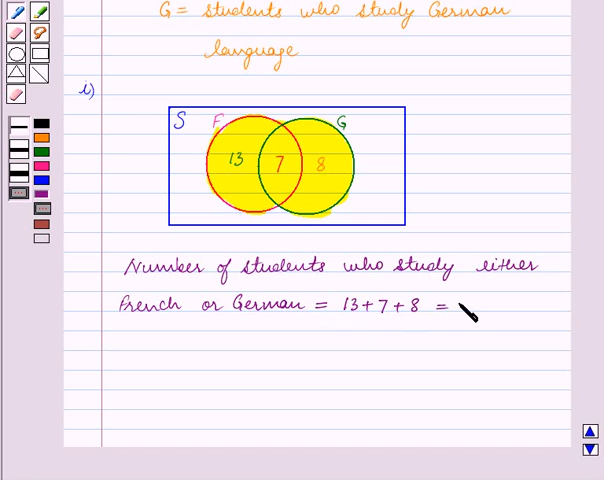 G = students who study German
language
i)
S F G
13 7 8
Number of students who study either
French or German = 13 + 7 + 8 =